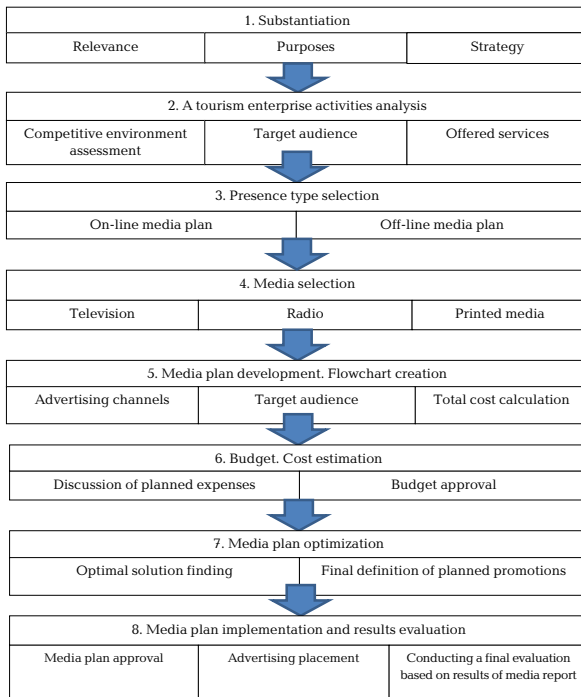 1. Substantiation
Relevance
Purposes
Strategy
2. A tourism enterprise activities analysis
Competitive environment
assessment
Target audience
Offered services
3. Presence type selection
On-line media plan
Off-line media plan
4. Media selection
Television
Radio
Printed media
5. Media plan development. Flowchart creation
Advertising channels
Target audience
Total cost calculation
6. Budget. Cost estimation
Discussion of planned expenses
Budget approval
7. Media plan optimization
Optimal solution finding
Final definition of planned promotions
8. Media plan implementation and results evaluation
Media plan approval
Advertising placement
Conducting a final evaluation
based on results of media report